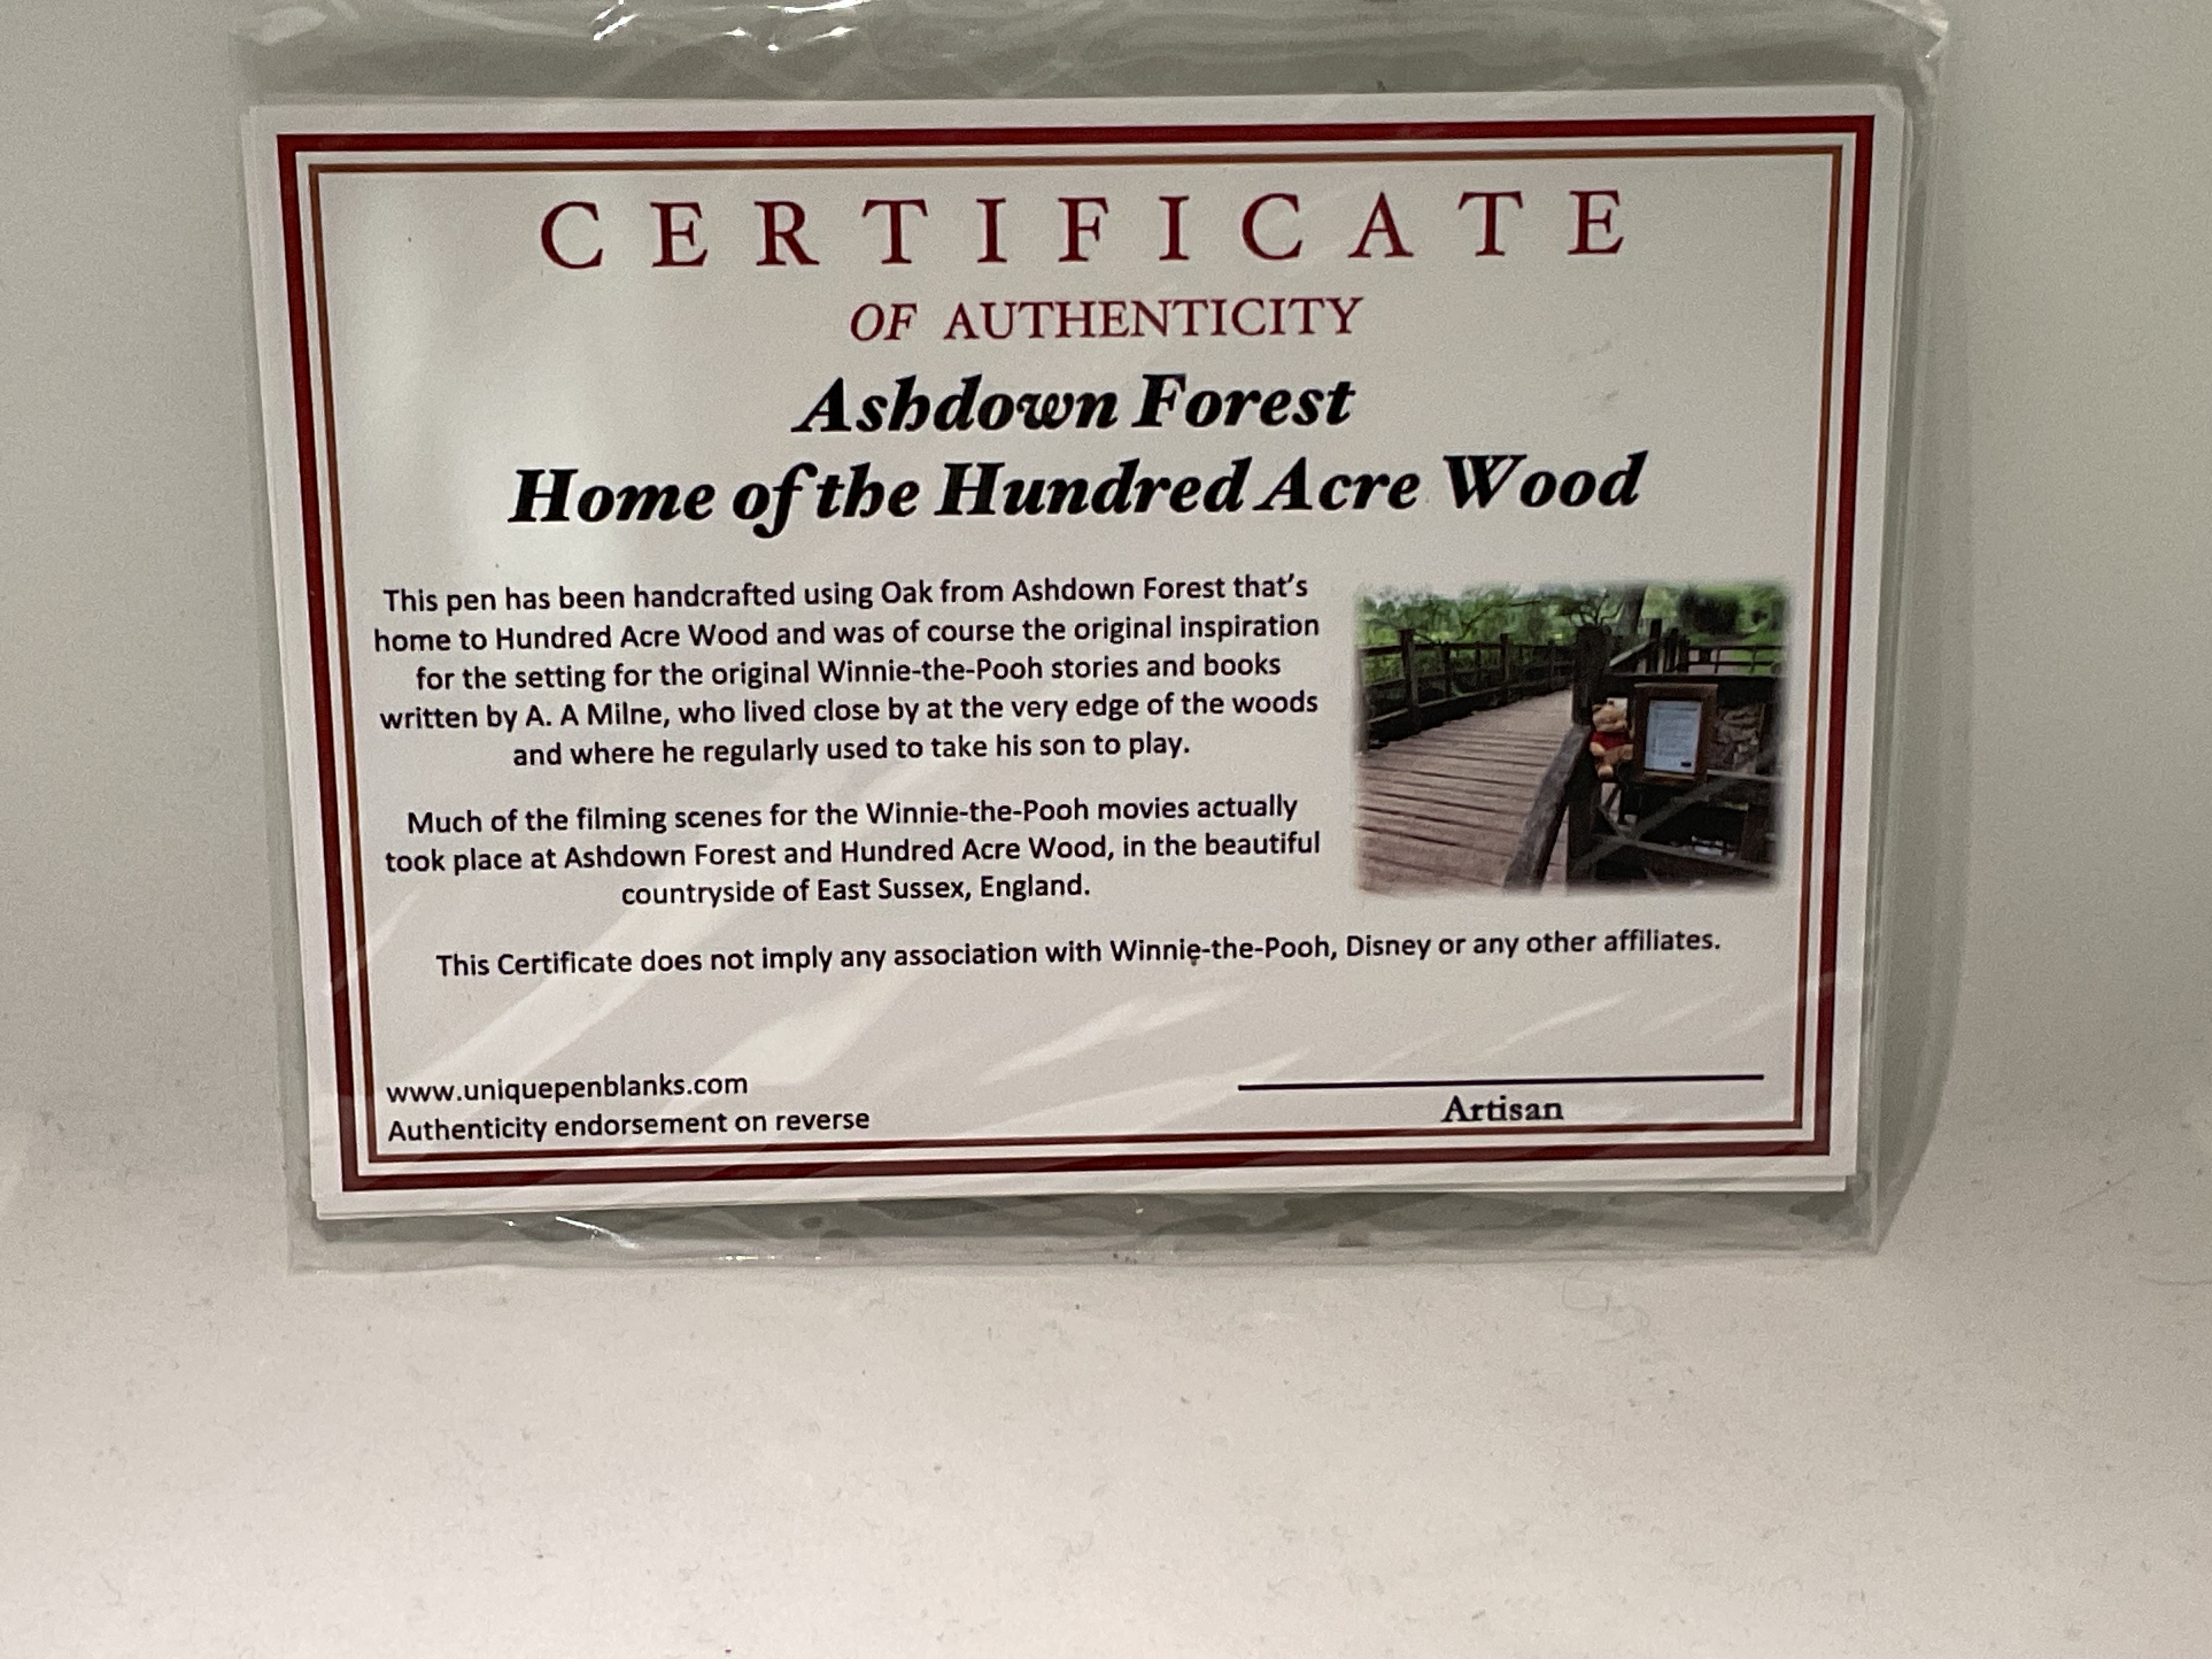 CERTIFICATE
OF AUTHENTICITY
Ashdown Forest
Home of the Hundred Acre Wood
This pen has been handcrafted using Oak from Ashdown Forest that's
home to Hundred Acre Wood and was of course the original inspiration
for the setting for the original Winnie-the-Pooh stories and books
written by A. A Milne, who lived close by at the very edge of the woods
and where he regularly used to take his son to play.
Much of the filming scenes for the Winnie-the-Pooh movies actually
took place at Ashdown Forest and Hundred Acre Wood, in the beautiful
countryside of East Sussex, England.
This Certificate does not imply any association with Winnie-the-Pooh, Disney or any other affiliates.
www.uniquepenblanks.com
Authenticity endorsement on reverse
Artisan